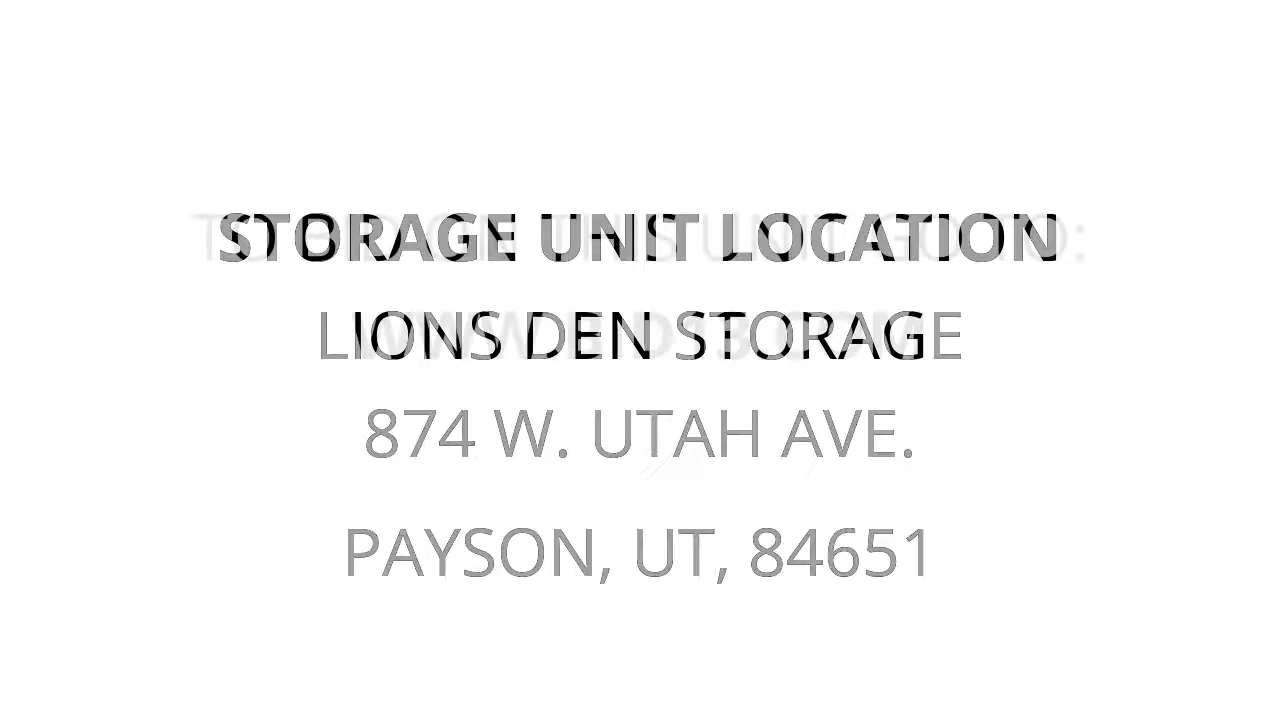 STORAGE UNIT LOCATION
LIONS DEN STORAGE
874 W. UTAH AVE.
PAYSON, UT, 84651